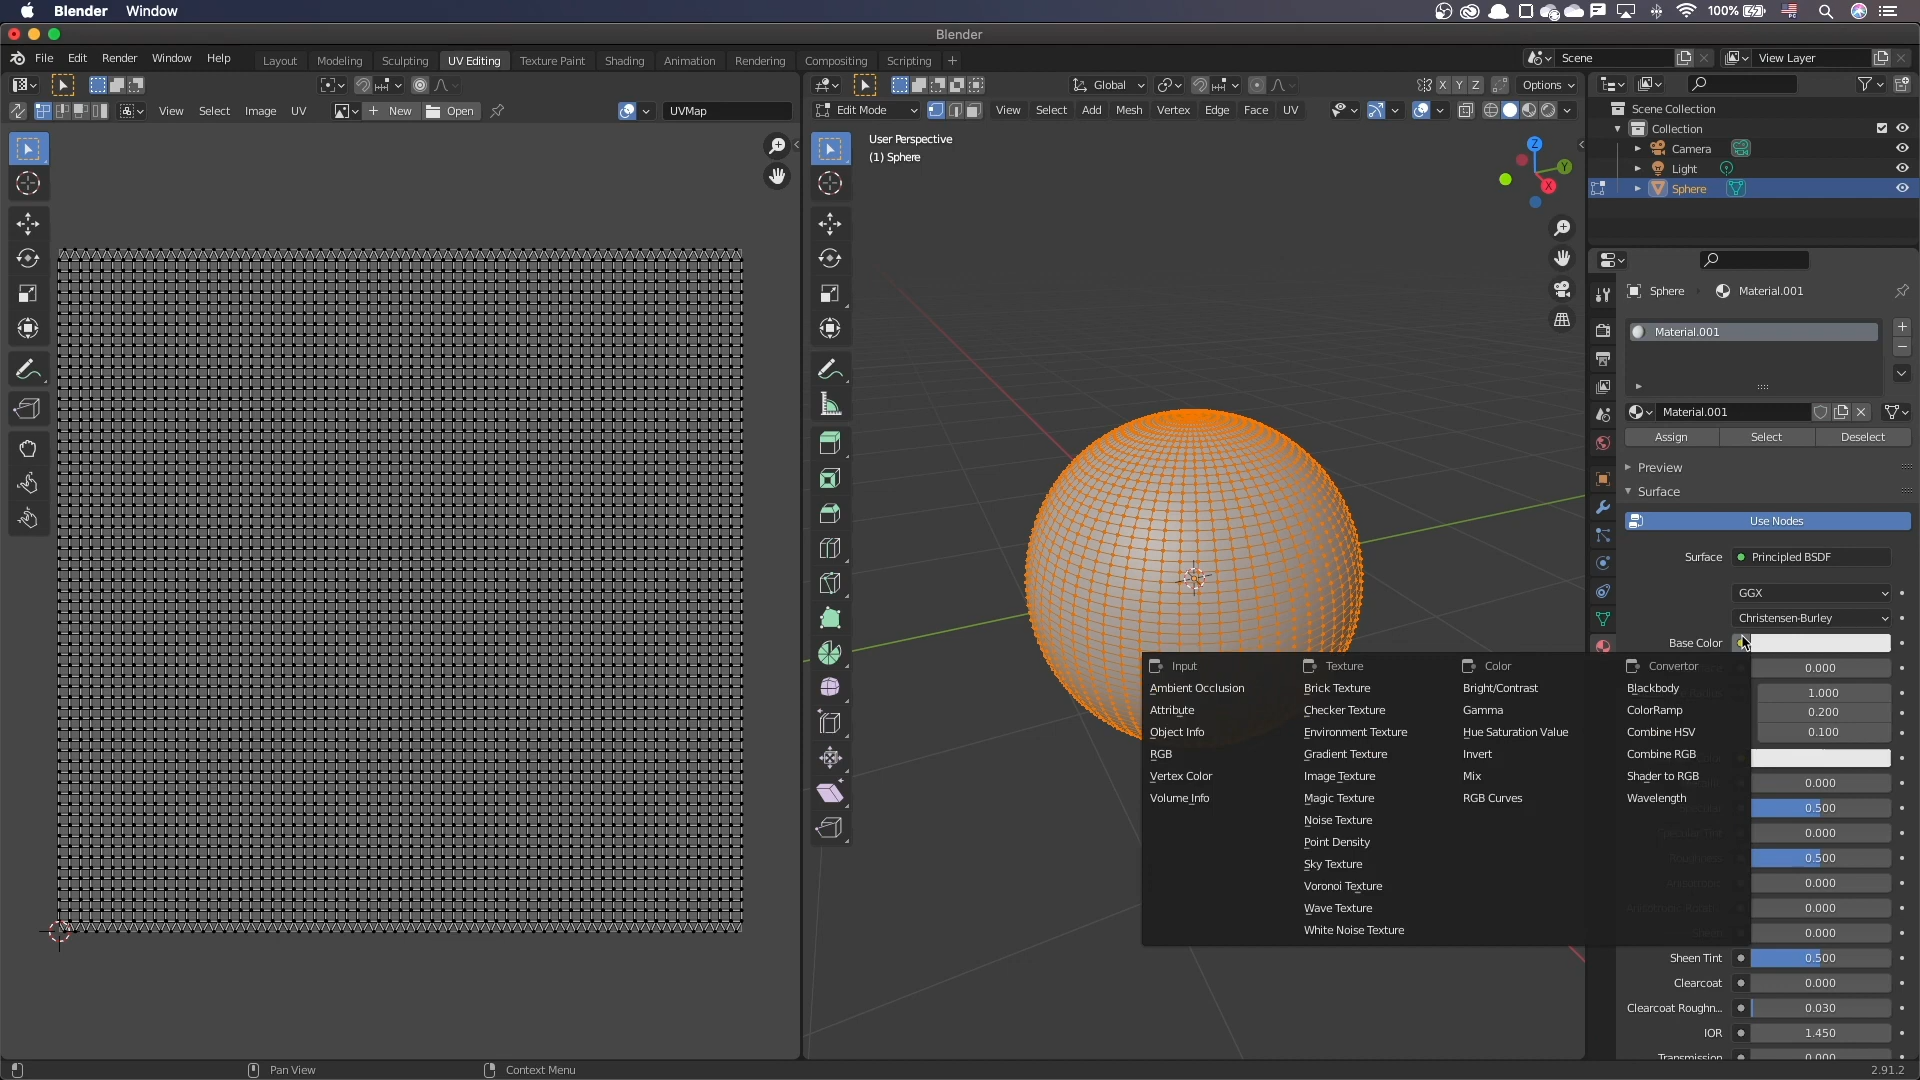 Blender Window 100%
Blender
File Edit Render Window Help Layout Modeling Sculpting UV Editing Texture Paint Shading Animation Rendering Compositing Scripting + Scene View Layer
Global X Y Z Options
View Select Image UV New Open UVMap Edit Mode View Select Add Mesh Vertex Edge Face UV
Scene Collection
Collection
Camera
Light
Sphere
User Perspective
(1) Sphere
Z
Y
X
Sphere Material.001
Material.001
Material.001
Assign Select Deselect
Preview
Surface
Use Nodes
Surface Principled BSDF
GGX
Christensen-Burley
Base Color
0.000
1.000
0.200
0.100
0.000
0.500
0.000
Roughness 0.500
0.000
0.000
0.000
Sheen Tint 0.500
Clearcoat 0.000
Clearcoat Roughn... 0.030
IOR 1.450
Transmission 0.000
Input Texture Color Convertor
Ambient Occlusion Brick Texture Bright/Contrast Blackbody
Attribute Checker Texture Gamma ColorRamp
Object Info Environment Texture Hue Saturation Value Combine HSV
RGB Gradient Texture Invert Combine RGB
Vertex Color Image Texture Mix Shader to RGB
Volume Info Magic Texture RGB Curves Wavelength
Noise Texture
Point Density
Sky Texture
Voronoi Texture
Wave Texture
White Noise Texture
Pan View Context Menu 2.91.2